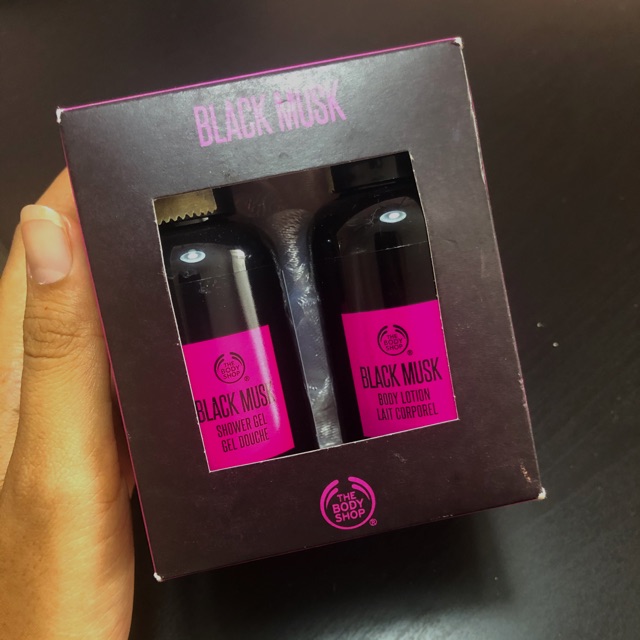 BLACK MUSK
THE
BODY
SHOP
®
BLACK MUSK
SHOWER GEL
GEL DOUCHE
THE
BODY
SHOP
®
BLACK MUSK
BODY LOTION
LAIT CORPOREL
THE
BODY
SHOP
®